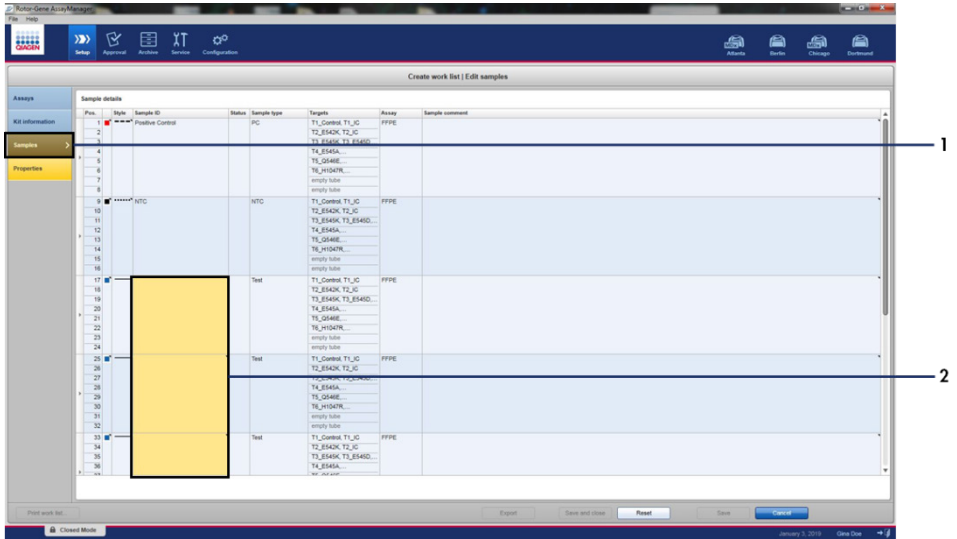 Rotor-Gene AssayManager
File Help
QIAGEN
Setup Approval Archive Service Configuration Atlanta Berlin Chicago Dortmund
Create work list | Edit samples
Assays
Kit information
Samples
Properties
Sample details
Pos. Style Sample ID Status Sample type Targets Assay Sample comment
1 Positive Control PC T1_Control, T1_IC FFPE
2 T2_E542K, T2_IC
3 T3_E545K, T3_E545D,...
4 T4_E545A,...
5 T5_Q546E,...
6 T6_H1047R,...
7 empty tube
8 empty tube
9 NTC NTC T1_Control, T1_IC FFPE
10 T2_E542K, T2_IC
11 T3_E545K, T3_E545D,...
12 T4_E545A,...
13 T5_Q546E,...
14 T6_H1047R,...
15 empty tube
16 empty tube
17 Test T1_Control, T1_IC FFPE
18 T2_E542K, T2_IC
19 T3_E545K, T3_E545D,...
20 T4_E545A,...
21 T5_Q546E,...
22 T6_H1047R,...
23 empty tube
24 empty tube
25 Test T1_Control, T1_IC FFPE
26 T2_E542K, T2_IC
27 T3_E545K, T3_E545D,...
28 T4_E545A,...
29 T5_Q546E,...
30 T6_H1047R,...
31 empty tube
32 empty tube
33 Test T1_Control, T1_IC FFPE
34 T2_E542K, T2_IC
35 T3_E545K, T3_E545D,...
36 T4_E545A,...
1
2
Print work list... Export Save and close Reset Save Cancel
Closed Mode January 3, 2019 Gina Doe